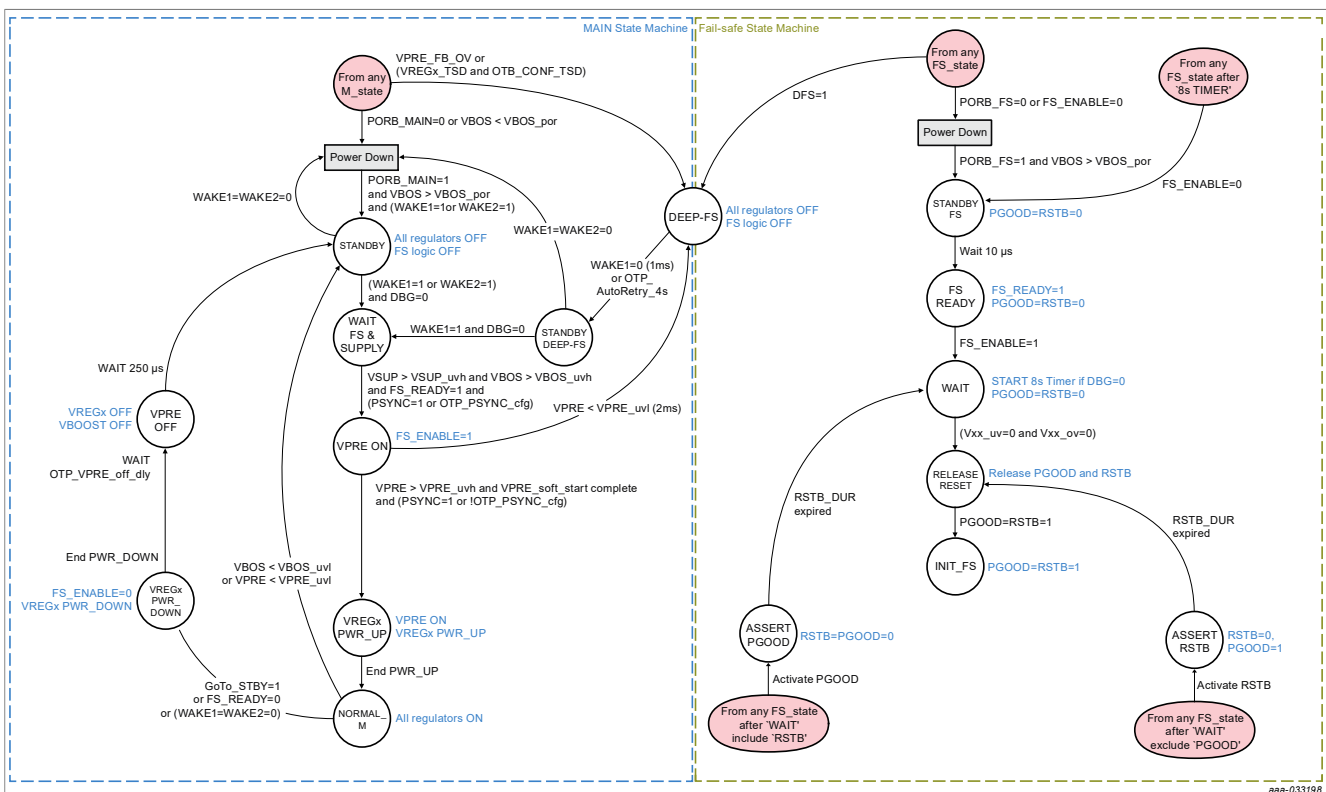 MAIN State Machine
Fail-safe State Machine
From any
M_state
VPRE_FB_OV or
(VREGx_TSD and OTB_CONF_TSD)
PORB_MAIN=0 or VBOS < VBOS_por
Power Down
PORB_MAIN=1
and VBOS > VBOS_por
and (WAKE1=1or WAKE2=1)
WAKE1=WAKE2=0
STANDBY
All regulators OFF
FS logic OFF
WAKE1=WAKE2=0
(WAKE1=1 or WAKE2=1)
and DBG=0
WAIT
FS &
SUPPLY
WAKE1=1 and DBG=0
STANDBY
DEEP-FS
WAKE1=0 (1ms)
or OTP_
AutoRetry_4s
DEEP-FS
All regulators OFF
FS logic OFF
WAIT 250 µs
VSUP > VSUP_uvh and VBOS > VBOS_uvh
and FS_READY=1 and
(PSYNC=1 or OTP_PSYNC_cfg)
VPRE < VPRE_uvl (2ms)
VREGx OFF
VBOOST OFF
VPRE
OFF
VPRE ON
FS_ENABLE=1
WAIT
OTP_VPRE_off_dly
VPRE > VPRE_uvh and VPRE_soft_start complete
and (PSYNC=1 or !OTP_PSYNC_cfg)
End PWR_DOWN
VBOS < VBOS_uvl
or VPRE < VPRE_uvl
FS_ENABLE=0
VREGx PWR_DOWN
VREGx
PWR_
DOWN
VREGx
PWR_UP
VPRE ON
VREGx PWR_UP
End PWR_UP
GoTo_STBY=1
or FS_READY=0
or (WAKE1=WAKE2=0)
NORMAL_
M
All regulators ON
From any
FS_state
From any
FS_state after
'8s TIMER'
DFS=1
PORB_FS=0 or FS_ENABLE=0
Power Down
PORB_FS=1 and VBOS > VBOS_por
FS_ENABLE=0
STANDBY
FS
PGOOD=RSTB=0
Wait 10 µs
FS
READY
FS_READY=1
PGOOD=RSTB=0
FS_ENABLE=1
WAIT
START 8s Timer if DBG=0
PGOOD=RSTB=0
(Vxx_uv=0 and Vxx_ov=0)
RELEASE
RESET
Release PGOOD and RSTB
RSTB_DUR
expired
PGOOD=RSTB=1
RSTB_DUR
expired
INIT_FS
PGOOD=RSTB=1
ASSERT
PGOOD
RSTB=PGOOD=0
ASSERT
RSTB
RSTB=0,
PGOOD=1
Activate PGOOD
Activate RSTB
From any FS_state
after 'WAIT'
include 'RSTB'
From any FS_state
after 'WAIT'
exclude 'PGOOD'
aaa-033198